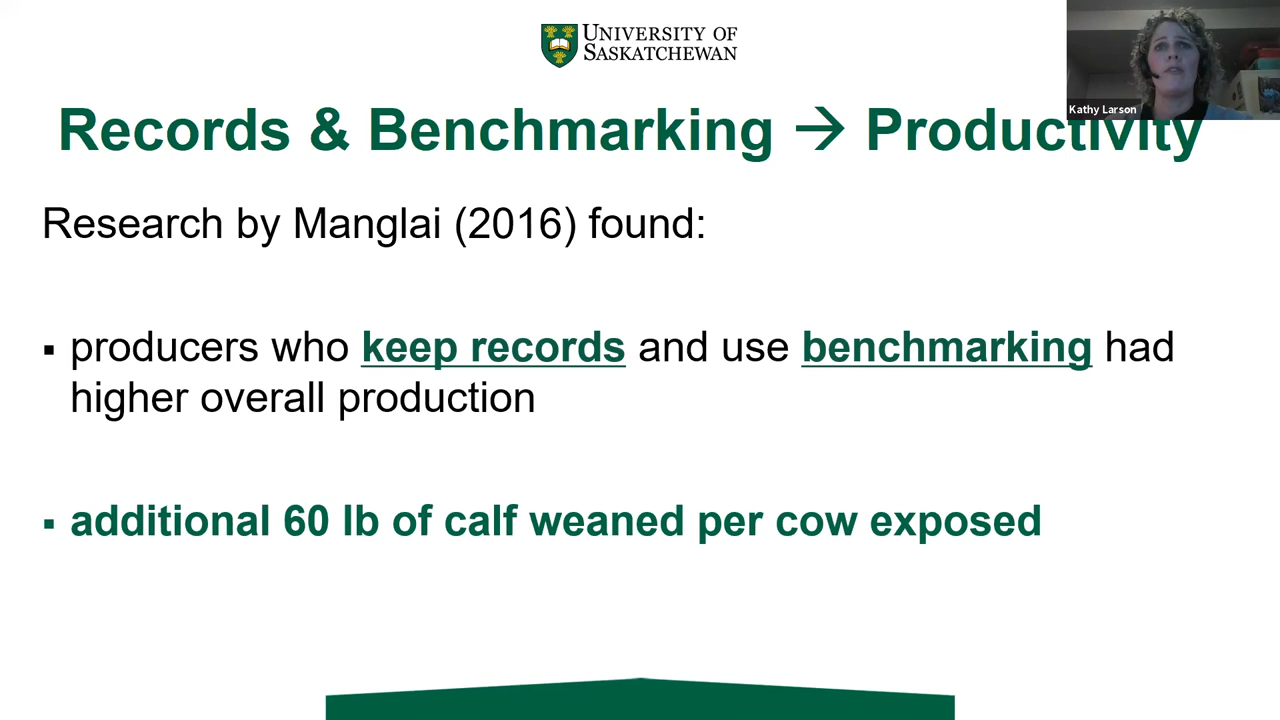 UNIVERSITY OF
SASKATCHEWAN
Kathy Larson
Records & Benchmarking → Productivity
Research by Manglai (2016) found:
▪ producers who keep records and use benchmarking had
higher overall production
▪ additional 60 lb of calf weaned per cow exposed